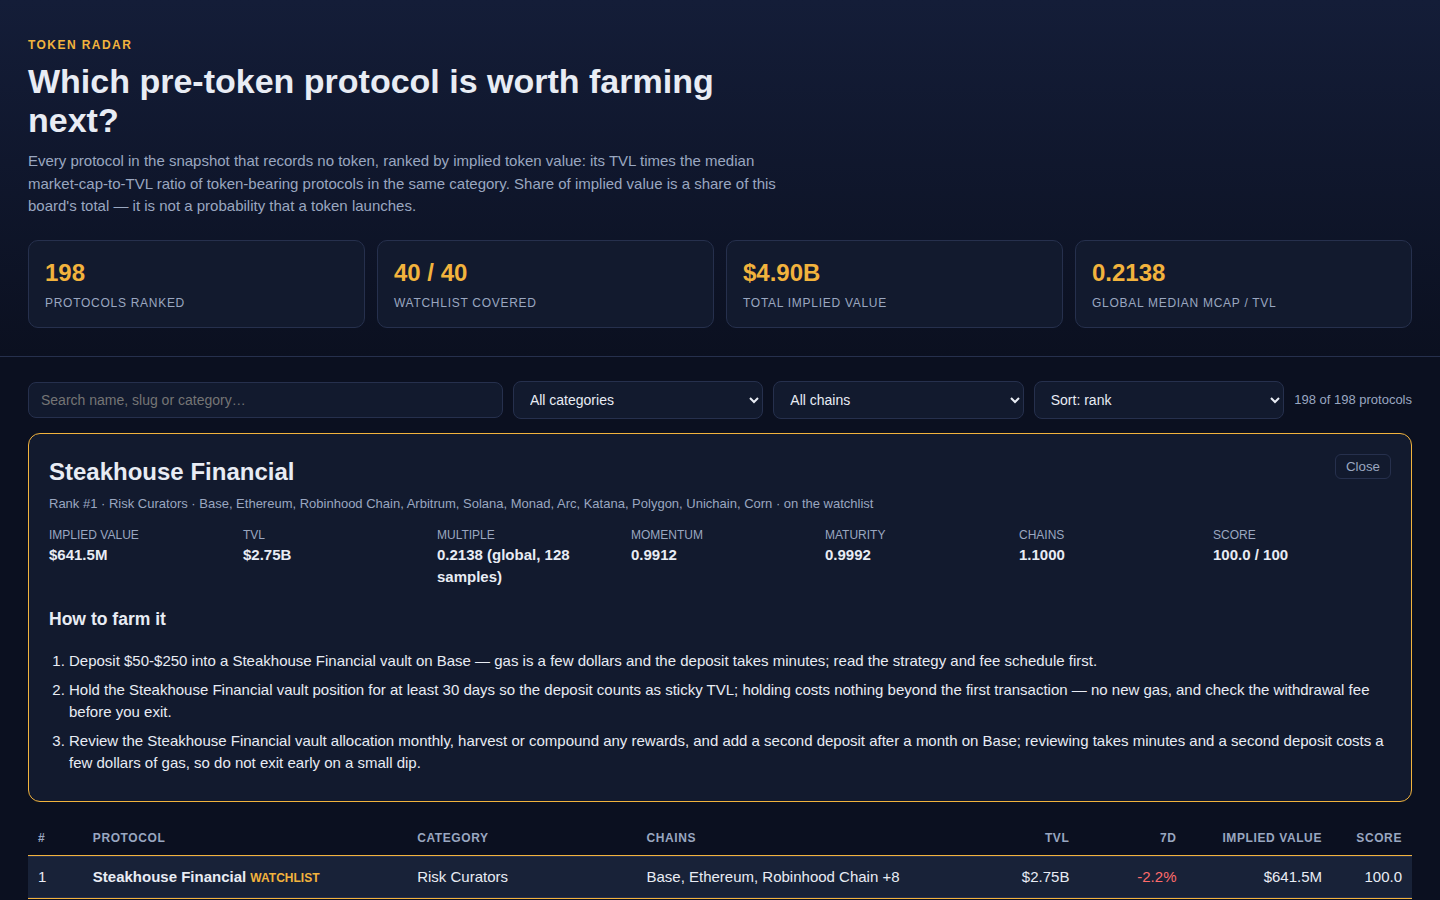 TOKEN RADAR
Which pre-token protocol is worth farming
next?
Every protocol in the snapshot that records no token, ranked by implied token value: its TVL times the median
market-cap-to-TVL ratio of token-bearing protocols in the same category. Share of implied value is a share of this
board's total — it is not a probability that a token launches.
198
PROTOCOLS RANKED
40 / 40
WATCHLIST COVERED
$4.90B
TOTAL IMPLIED VALUE
0.2138
GLOBAL MEDIAN MCAP / TVL
Search name, slug or category…
All categories
All chains
Sort: rank
198 of 198 protocols
Steakhouse Financial
Close
Rank #1 · Risk Curators · Base, Ethereum, Robinhood Chain, Arbitrum, Solana, Monad, Arc, Katana, Polygon, Unichain, Corn · on the watchlist
IMPLIED VALUE
$641.5M
TVL
$2.75B
MULTIPLE
0.2138 (global, 128
samples)
MOMENTUM
0.9912
MATURITY
0.9992
CHAINS
1.1000
SCORE
100.0 / 100
How to farm it
1. Deposit $50-$250 into a Steakhouse Financial vault on Base — gas is a few dollars and the deposit takes minutes; read the strategy and fee schedule first.
2. Hold the Steakhouse Financial vault position for at least 30 days so the deposit counts as sticky TVL; holding costs nothing beyond the first transaction — no new gas, and check the withdrawal fee
before you exit.
3. Review the Steakhouse Financial vault allocation monthly, harvest or compound any rewards, and add a second deposit after a month on Base; reviewing takes minutes and a second deposit costs a
few dollars of gas, so do not exit early on a small dip.
# PROTOCOL CATEGORY CHAINS TVL 7D IMPLIED VALUE SCORE
1 Steakhouse Financial WATCHLIST Risk Curators Base, Ethereum, Robinhood Chain +8 $2.75B -2.2% $641.5M 100.0